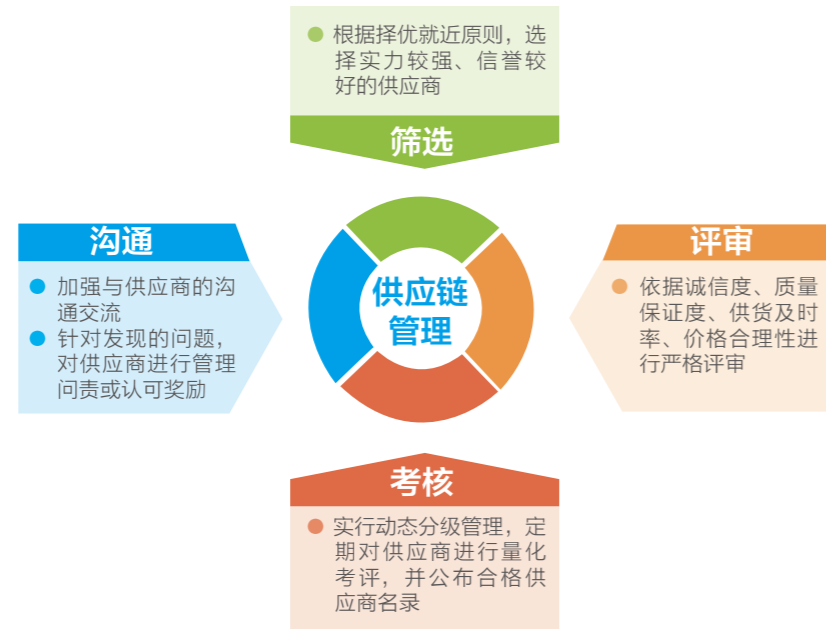 根据择优就近原则，选
择实力较强、信誉较
好的供应商
筛选
沟通
加强与供应商的沟
通交流
针对发现的问题，
对供应商进行管理
问责或认可奖励
供应链
管理
评审
依据诚信度、质量
保证度、供货及时
率、价格合理性进
行严格评审
考核
实行动态分级管理，定
期对供应商进行量化
考评，并公布合格供
应商名录